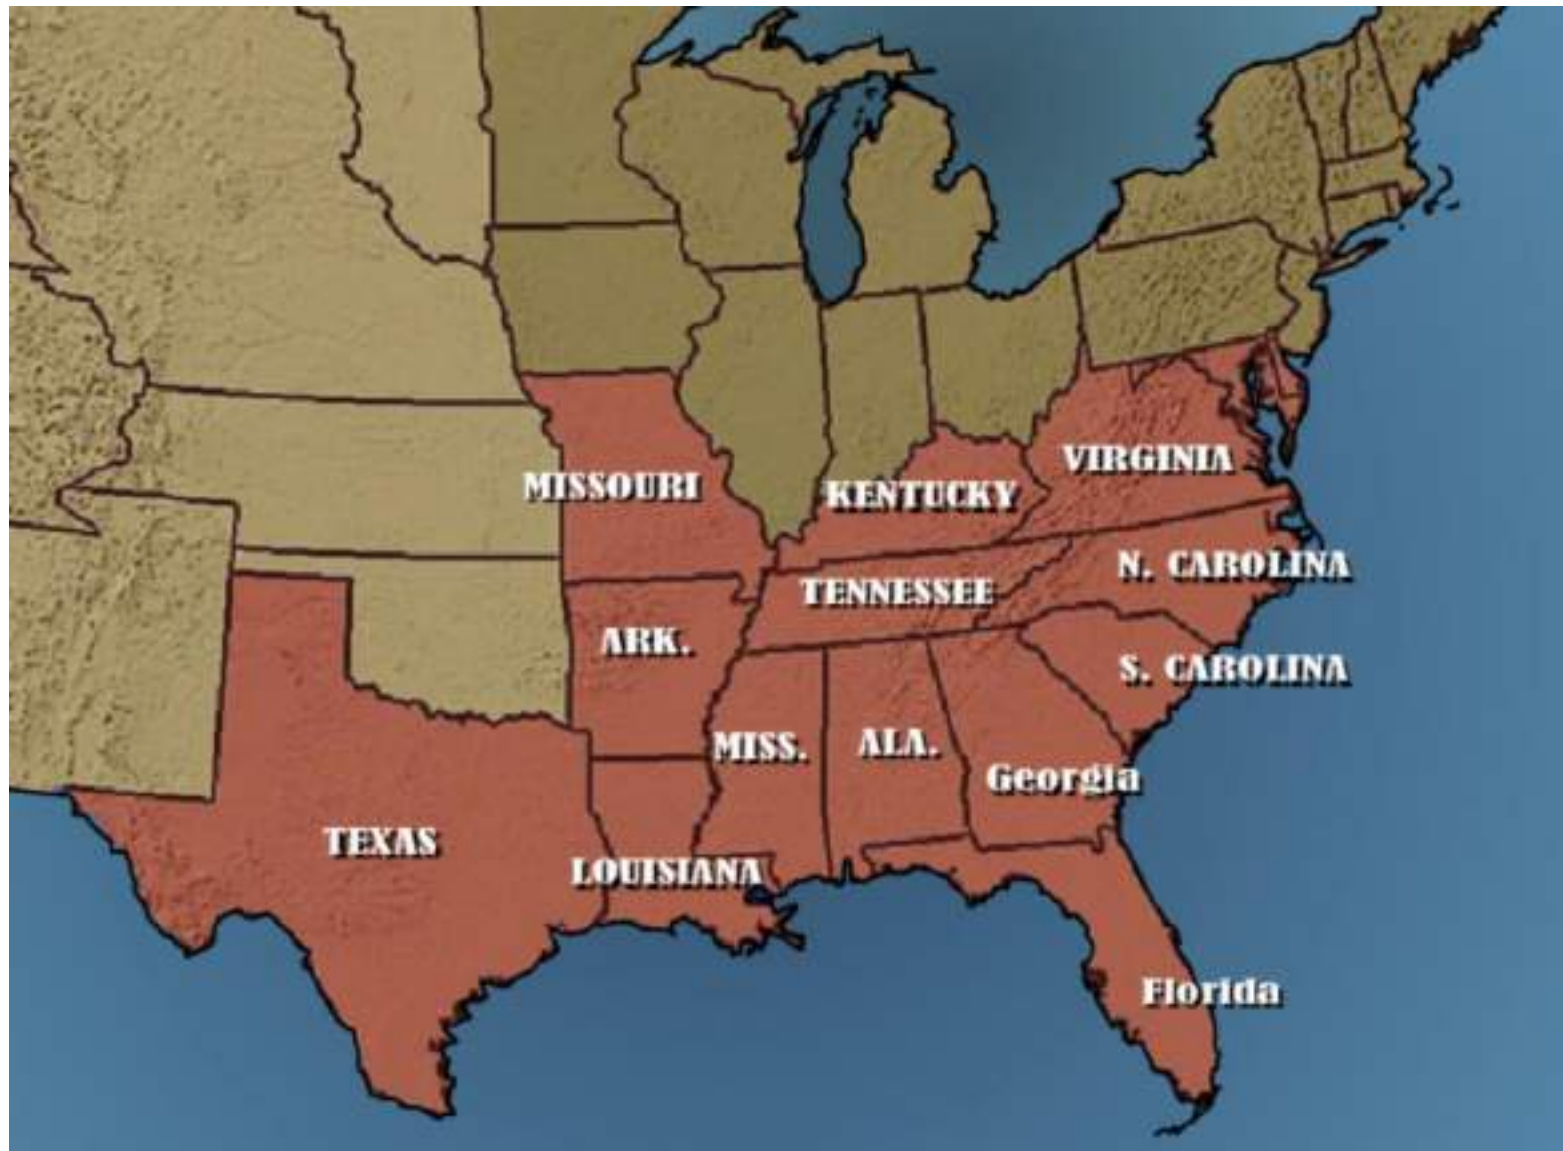 VIRGINIA
MISSOURI
KENTUCKY
N. CAROLINA
TENNESSEE
ARK.
S. CAROLINA
MISS.
ALA.
Georgia
TEXAS
LOUISIANA
Florida